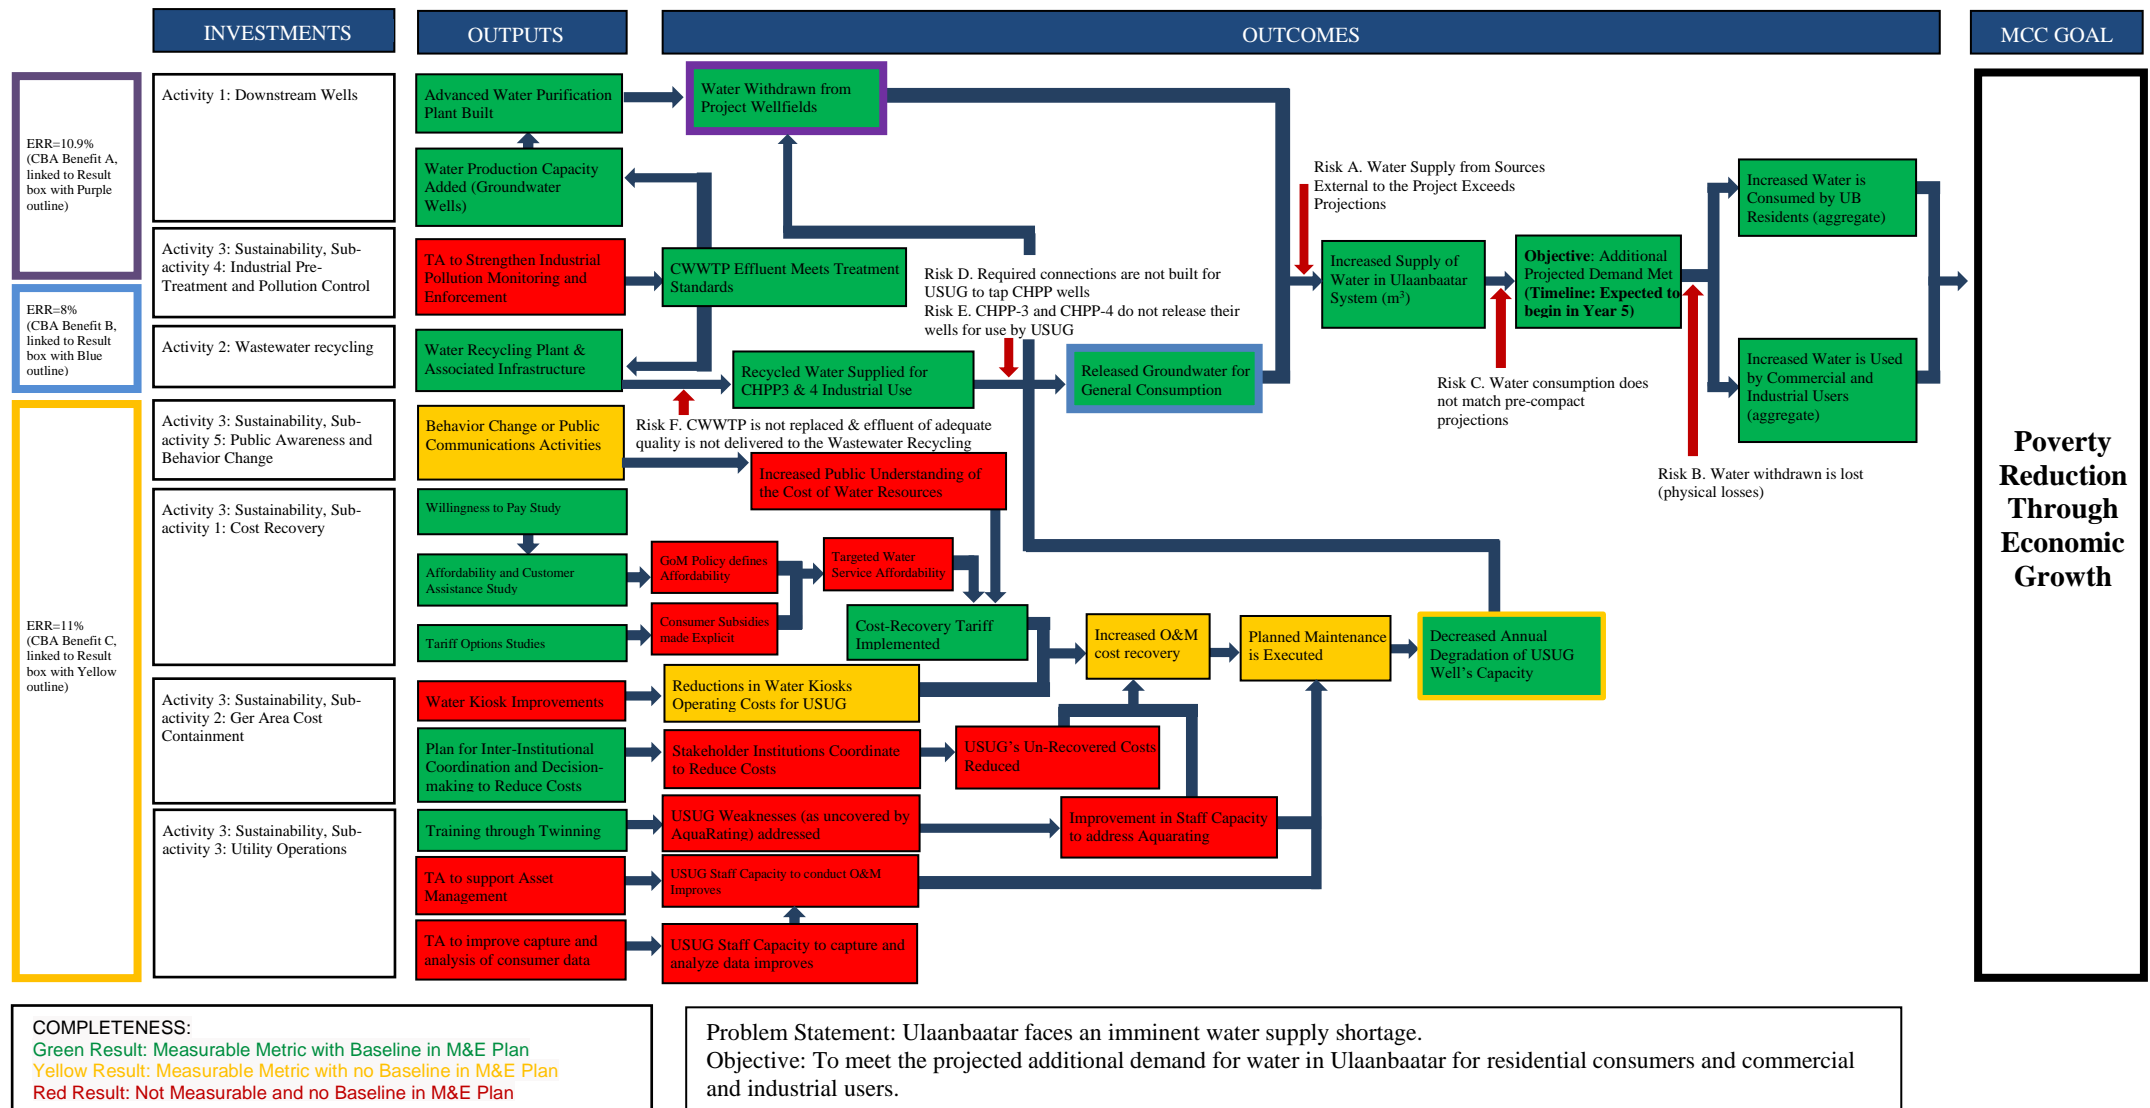 INVESTMENTS
OUTPUTS
OUTCOMES
MCC GOAL
ERR=10.9%
(CBA Benefit A,
linked to Result
box with Purple
outline)
ERR=8%
(CBA Benefit B,
linked to Result
box with Blue
outline)
ERR=11%
(CBA Benefit C,
linked to Result
box with Yellow
outline)
Activity 1: Downstream Wells
Activity 3: Sustainability, Sub-
activity 4: Industrial Pre-
Treatment and Pollution Control
Activity 2: Wastewater recycling
Activity 3: Sustainability, Sub-
activity 5: Public Awareness and
Behavior Change
Activity 3: Sustainability, Sub-
activity 1: Cost Recovery
Activity 3: Sustainability, Sub-
activity 2: Ger Area Cost
Containment
Activity 3: Sustainability, Sub-
activity 3: Utility Operations
Advanced Water Purification
Plant Built
Water Production Capacity
Added (Groundwater
Wells)
TA to Strengthen Industrial
Pollution Monitoring and
Enforcement
Water Recycling Plant &
Associated Infrastructure
Behavior Change or Public
Communications Activities
Willingness to Pay Study
Affordability and Customer
Assistance Study
Tariff Options Studies
Water Kiosk Improvements
Plan for Inter-Institutional
Coordination and Decision-
making to Reduce Costs
Training through Twinning
TA to support Asset
Management
TA to improve capture and
analysis of consumer data
Water Withdrawn from
Project Wellfields
CWWTP Effluent Meets Treatment
Standards
Risk D. Required connections are not built for
USUG to tap CHPP wells
Risk E. CHPP-3 and CHPP-4 do not release their
wells for use by USUG
Recycled Water Supplied for
CHPP3 & 4 Industrial Use
Released Groundwater for
General Consumption
Risk F. CWWTP is not replaced & effluent of adequate
quality is not delivered to the Wastewater Recycling
Increased Public Understanding of
the Cost of Water Resources
GoM Policy defines
Affordability
Consumer Subsidies
made Explicit
Targeted Water
Service Affordability
Cost-Recovery Tariff
Implemented
Reductions in Water Kiosks
Operating Costs for USUG
Stakeholder Institutions Coordinate
to Reduce Costs
USUG's Un-Recovered Costs
Reduced
USUG Weaknesses (as uncovered by
AquaRating) addressed
Improvement in Staff Capacity
to address Aquarating
USUG Staff Capacity to conduct O&M
Improves
USUG Staff Capacity to capture and
analyze data improves
Increased O&M
cost recovery
Planned Maintenance
is Executed
Decreased Annual
Degradation of USUG
Well's Capacity
Risk A. Water Supply from Sources
External to the Project Exceeds
Projections
Increased Supply of
Water in Ulaanbaatar
System (m³)
Objective: Additional
Projected Demand Met
(Timeline: Expected to
begin in Year 5)
Risk C. Water consumption does
not match pre-compact
projections
Risk B. Water withdrawn is lost
(physical losses)
Increased Water is
Consumed by UB
Residents (aggregate)
Increased Water is Used
by Commercial and
Industrial Users
(aggregate)
Poverty
Reduction
Through
Economic
Growth
COMPLETENESS:
Green Result: Measurable Metric with Baseline in M&E Plan
Yellow Result: Measurable Metric with no Baseline in M&E Plan
Red Result: Not Measurable and no Baseline in M&E Plan
Problem Statement: Ulaanbaatar faces an imminent water supply shortage.
Objective: To meet the projected additional demand for water in Ulaanbaatar for residential consumers and commercial
and industrial users.